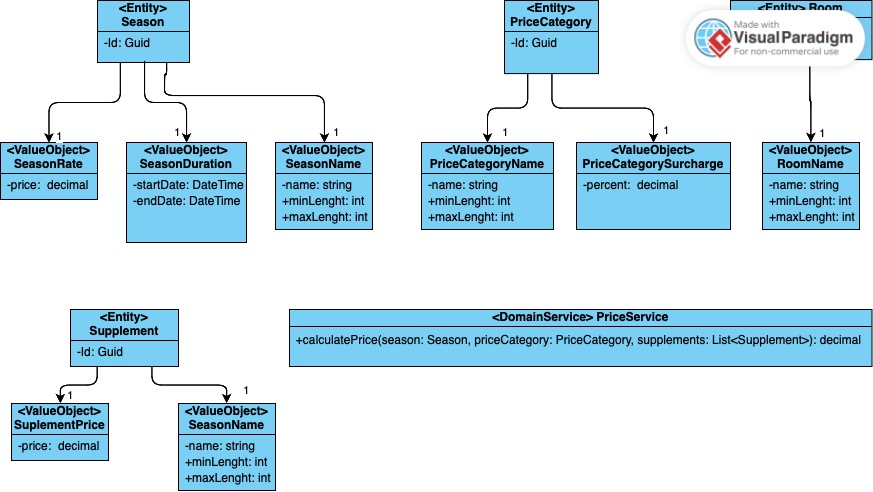 <Entity>
Season
-Id: Guid
<Entity>
PriceCategory
-Id: Guid
<Entity> Room
Made with
VisualParadigm
For non-commercial use
1
1
1
1
1
1
<ValueObject>
SeasonRate
-price: decimal
<ValueObject>
SeasonDuration
-startDate: DateTime
-endDate: DateTime
<ValueObject>
SeasonName
-name: string
+minLenght: int
+maxLenght: int
<ValueObject>
PriceCategoryName
-name: string
+minLenght: int
+maxLenght: int
<ValueObject>
PriceCategorySurcharge
-percent: decimal
<ValueObject>
RoomName
-name: string
+minLenght: int
+maxLenght: int
<Entity>
Supplement
-Id: Guid
<DomainService> PriceService
+calculatePrice(season: Season, priceCategory: PriceCategory, supplements: List<Supplement>): decimal
1
1
<ValueObject>
SuplementPrice
-price: decimal
<ValueObject>
SeasonName
-name: string
+minLenght: int
+maxLenght: int